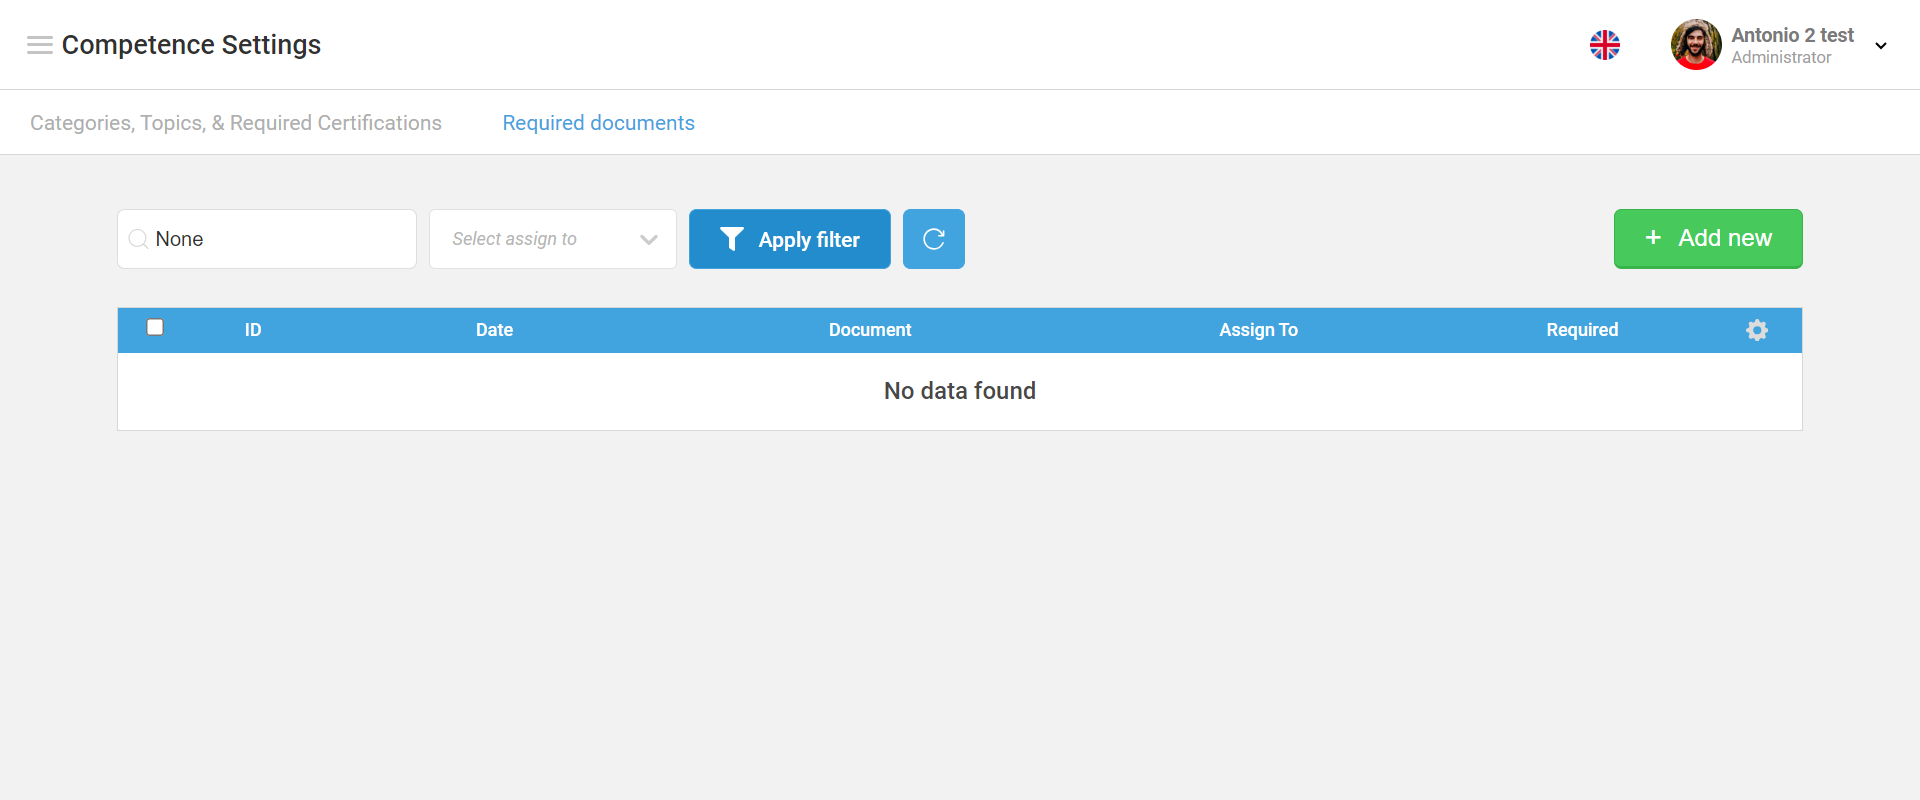 Competence Settings
Antonio 2 test
Administrator
Categories, Topics, & Required Certifications
Required documents
None
Select assign to
Apply filter
+ Add new
ID Date Document Assign To Required
No data found